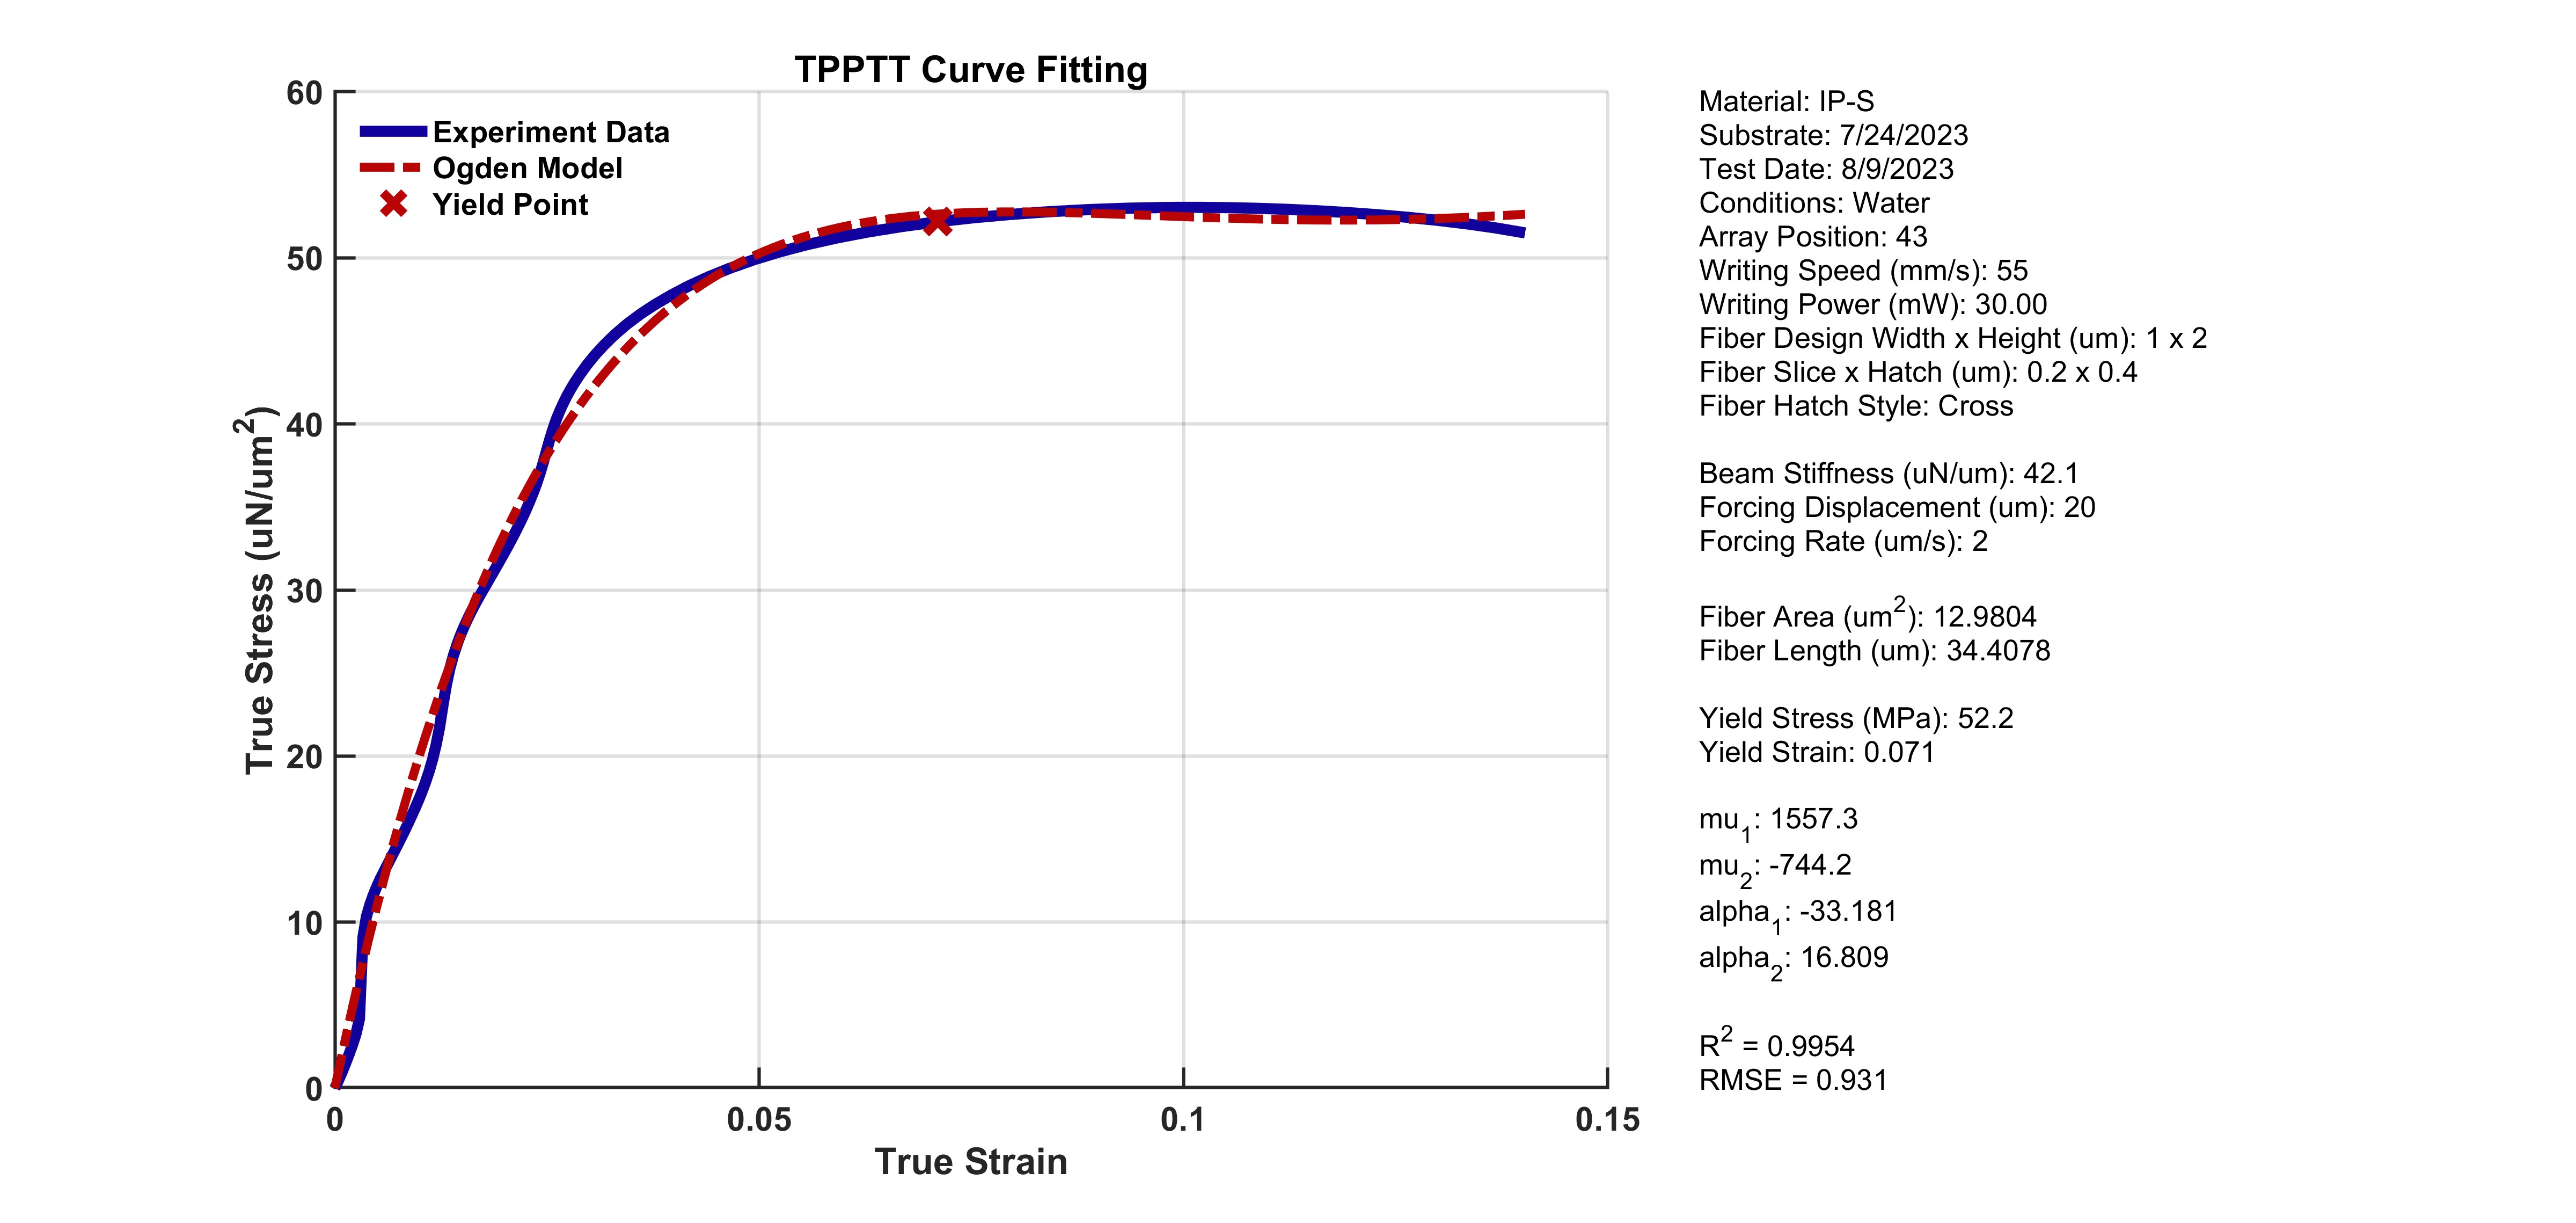 TPPTT Curve Fitting
60
50
40
30
20
10
0
True Stress (uN/um²)
Experiment Data
Ogden Model
Yield Point
0
0.05
0.1
0.15
True Strain
Material: IP-S
Substrate: 7/24/2023
Test Date: 8/9/2023
Conditions: Water
Array Position: 43
Writing Speed (mm/s): 55
Writing Power (mW): 30.00
Fiber Design Width x Height (um): 1 x 2
Fiber Slice x Hatch (um): 0.2 x 0.4
Fiber Hatch Style: Cross
Beam Stiffness (uN/um): 42.1
Forcing Displacement (um): 20
Forcing Rate (um/s): 2
Fiber Area (um²): 12.9804
Fiber Length (um): 34.4078
Yield Stress (MPa): 52.2
Yield Strain: 0.071
mu₁: 1557.3
mu₂: -744.2
alpha₁: -33.181
alpha₂: 16.809
R² = 0.9954
RMSE = 0.931